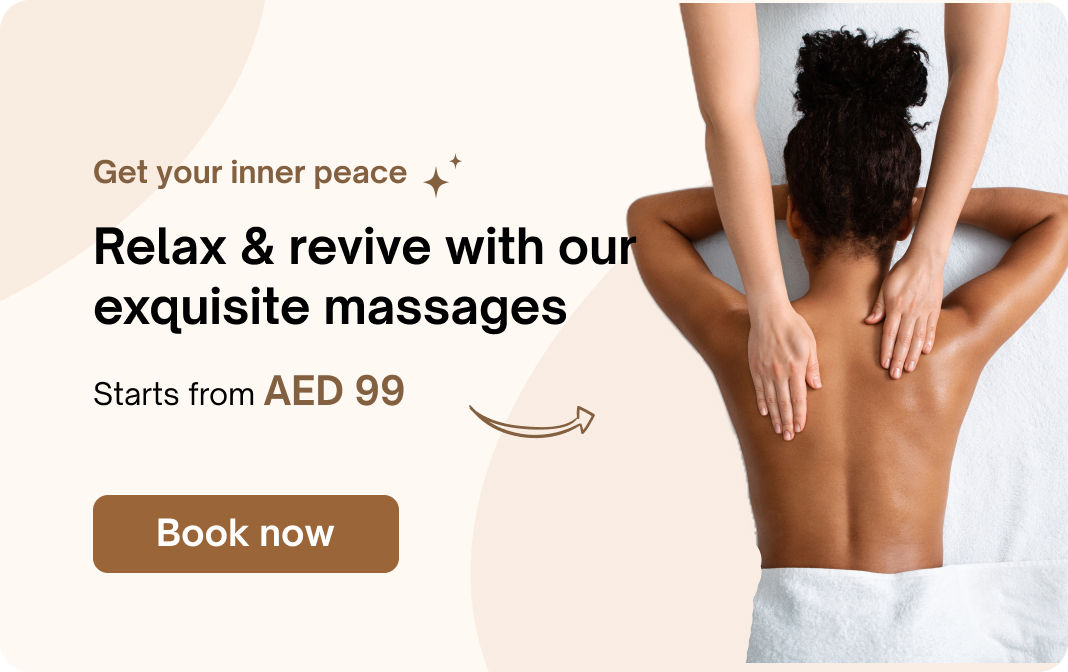 Get your inner peace
Relax & revive with our
exquisite massages
Starts from AED 99
Book now